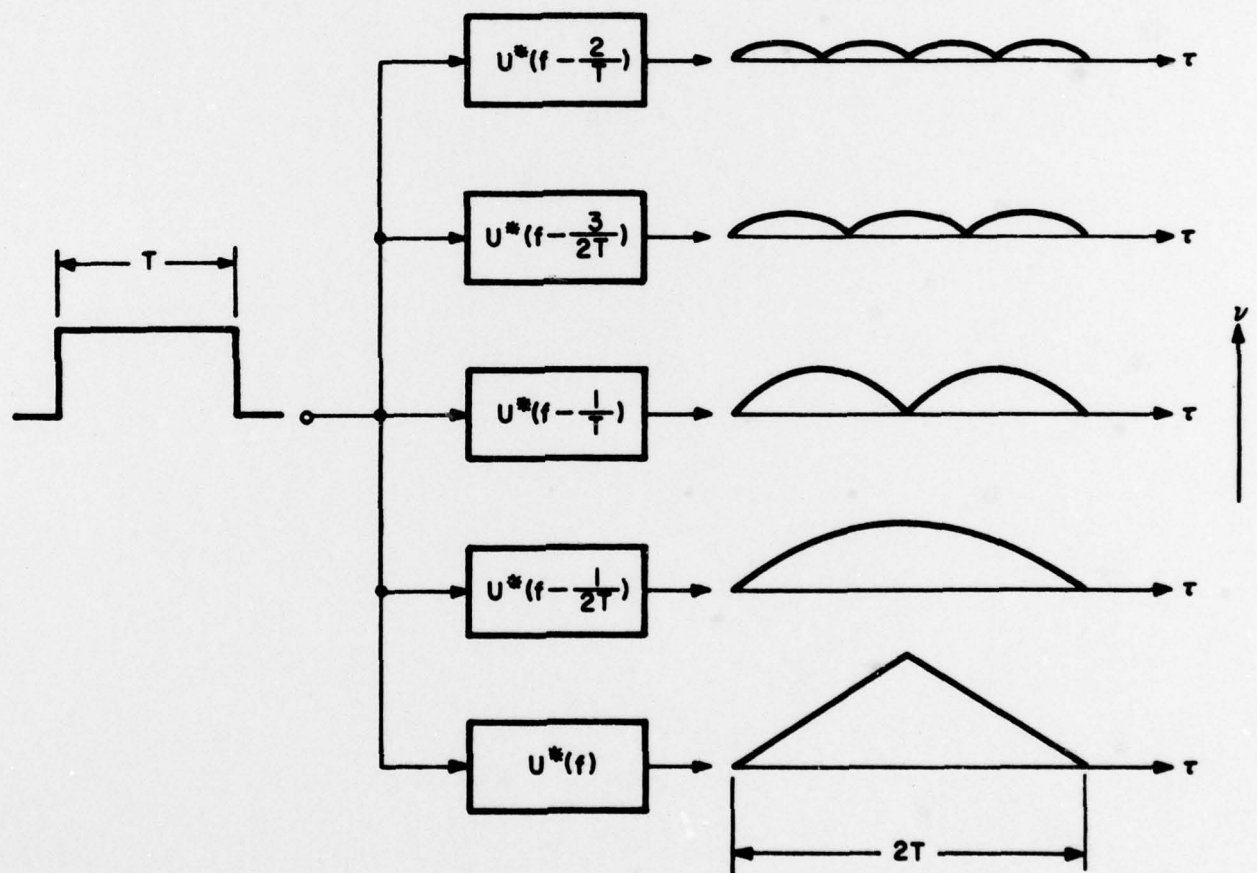 U*(f − 2/T)
τ
U*(f − 3/2T)
τ
T
ν
U*(f − 1/T)
τ
U*(f − 1/2T)
τ
U*(f)
τ
2T